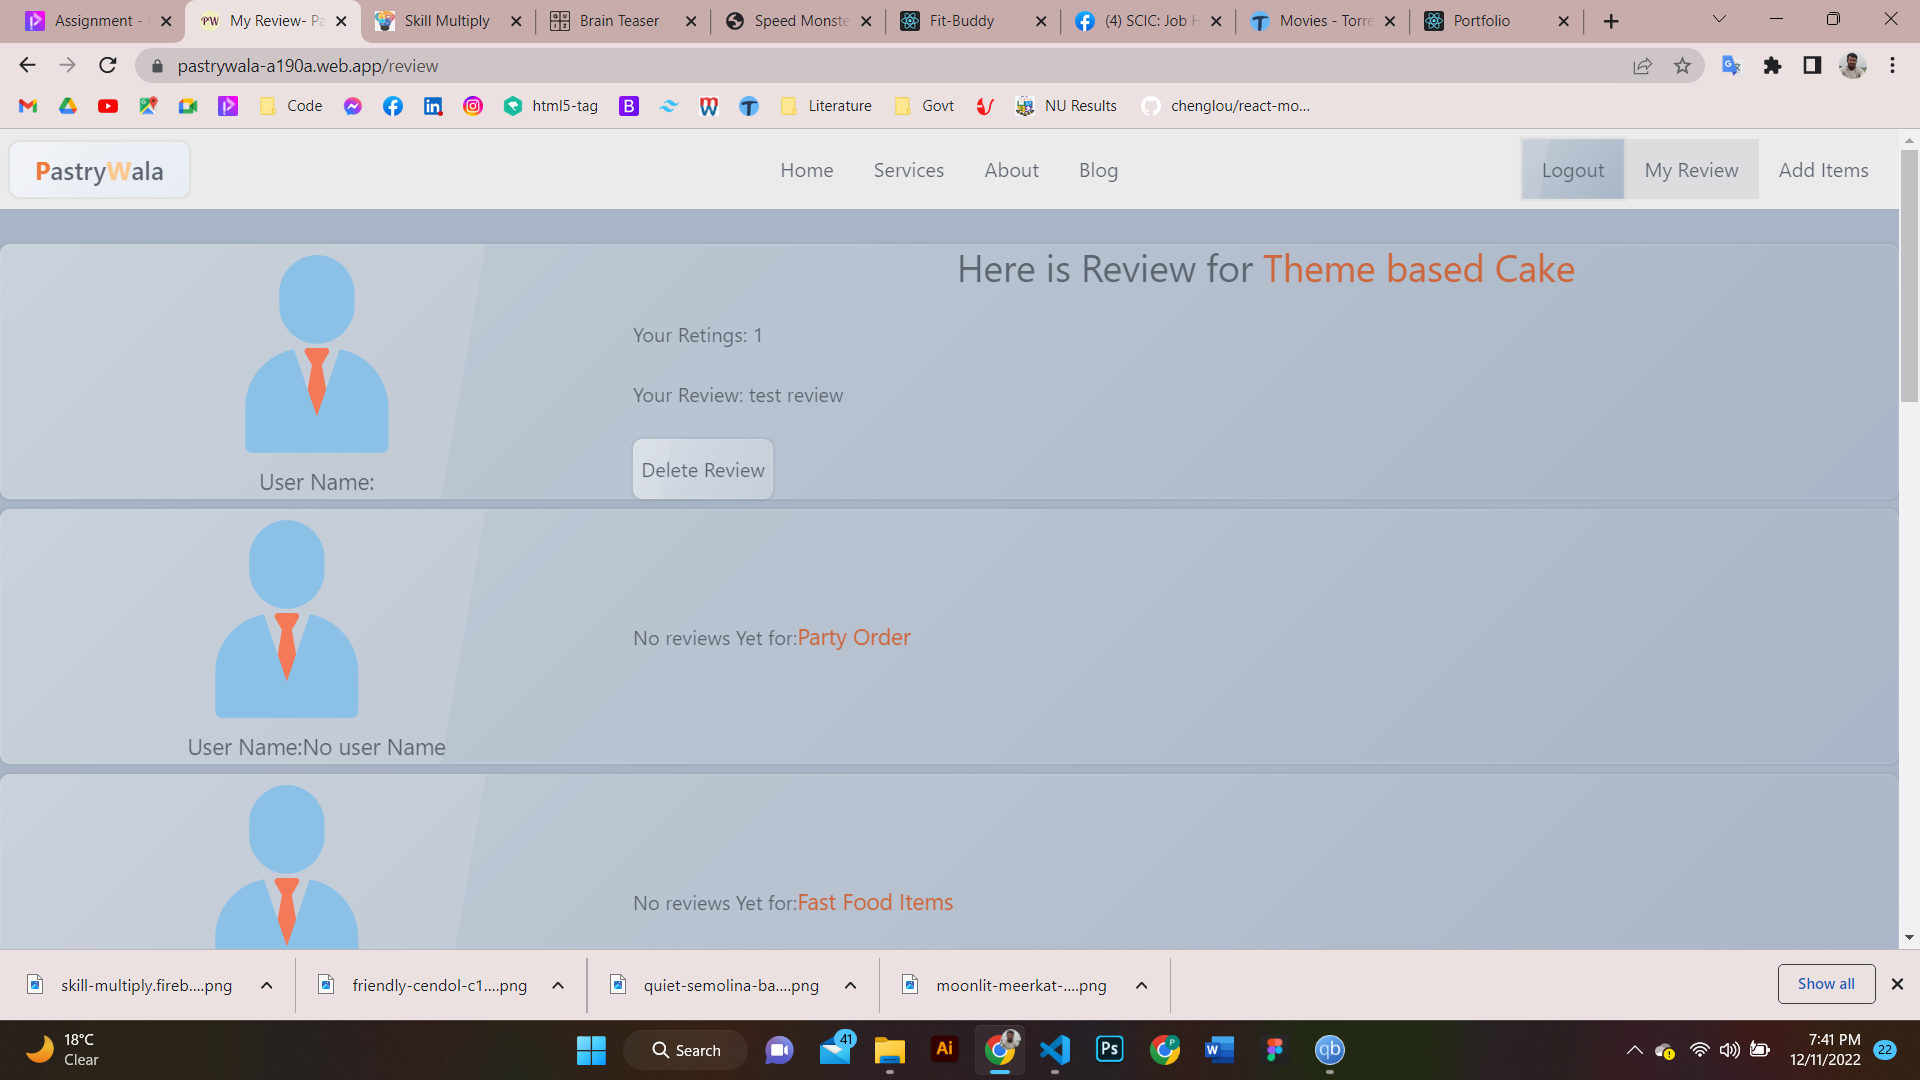 Assignment -
My Review- Pa
Skill Multiply
Brain Teaser
Speed Monste
Fit-Buddy
(4) SCIC: Job H
Movies - Torre
Portfolio
pastrywala-a190a.web.app/review
Code
html5-tag
Literature
Govt
NU Results
chenglou/react-mo...
PastryWala
Home
Services
About
Blog
Logout
My Review
Add Items
Here is Review for Theme based Cake
Your Retings: 1
Your Review: test review
Delete Review
User Name:
No reviews Yet for:Party Order
User Name:No user Name
No reviews Yet for:Fast Food Items
skill-multiply.fireb....png
friendly-cendol-c1....png
quiet-semolina-ba....png
moonlit-meerkat-....png
Show all
18°C
Clear
Search
41
Ai
Ps
P
W
qb
7:41 PM
12/11/2022
22